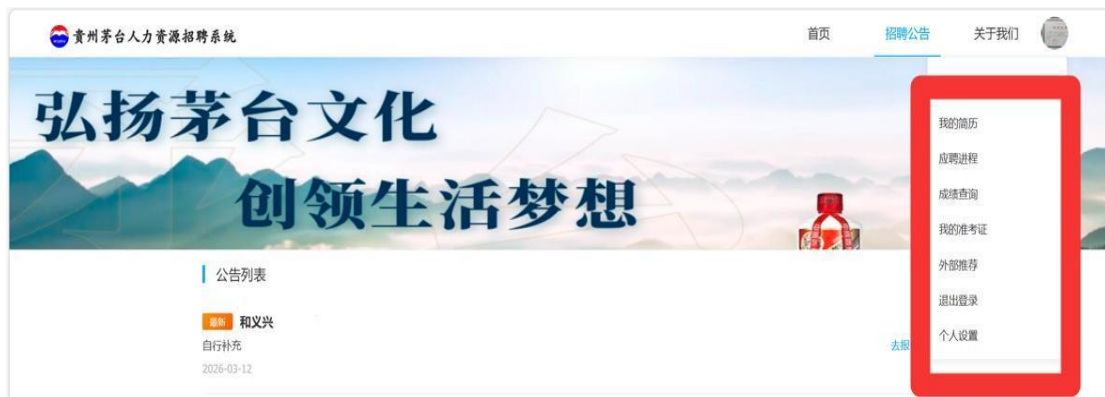 贵州茅台人力资源招聘系统
首页
招聘公告
关于我们
弘扬茅台文化
创领生活梦想
我的简历
应聘进程
成绩查询
我的准考证
外部推荐
退出登录
个人设置
公告列表
最新 和义兴
自行补充
去报
2026-03-12